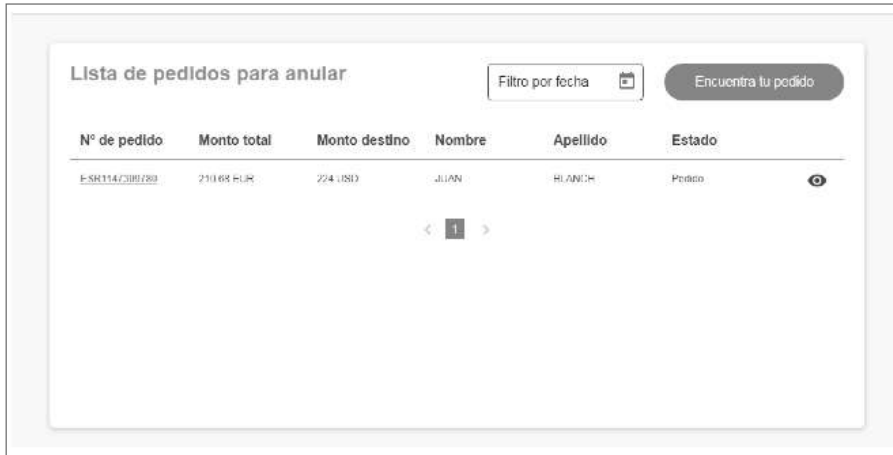 Lista de pedidos para anular
Filtro por fecha
Encuentra tu pedido
Nº de pedido Monto total Monto destino Nombre Apellido Estado
210.68 EUR 224 USD JUAN BLANCH Pedido
1